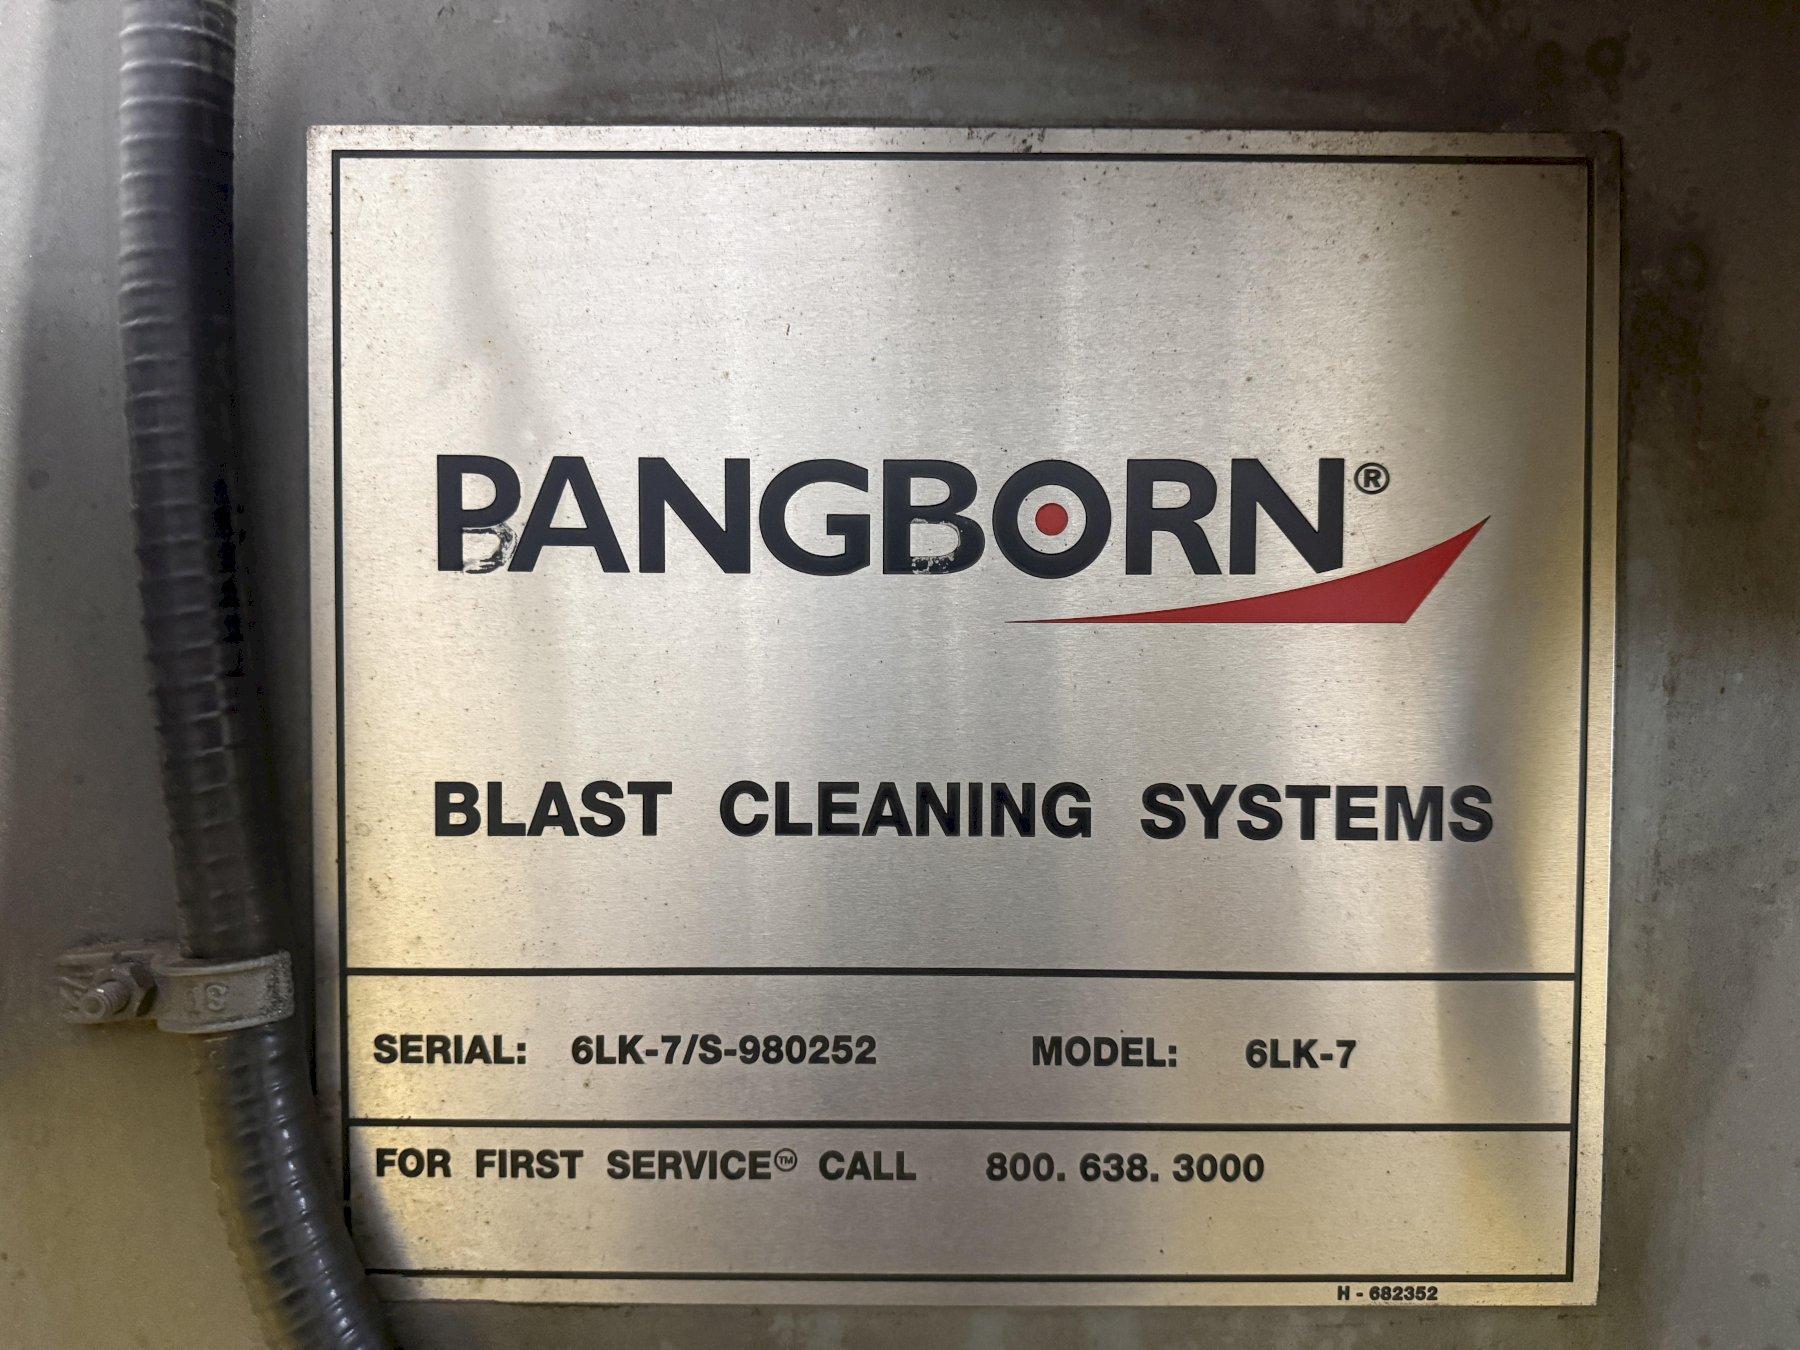 PANGBORN®
BLAST CLEANING SYSTEMS
SERIAL: 6LK-7/S-980252 MODEL: 6LK-7
FOR FIRST SERVICE™ CALL 800. 638. 3000
H - 682352
18